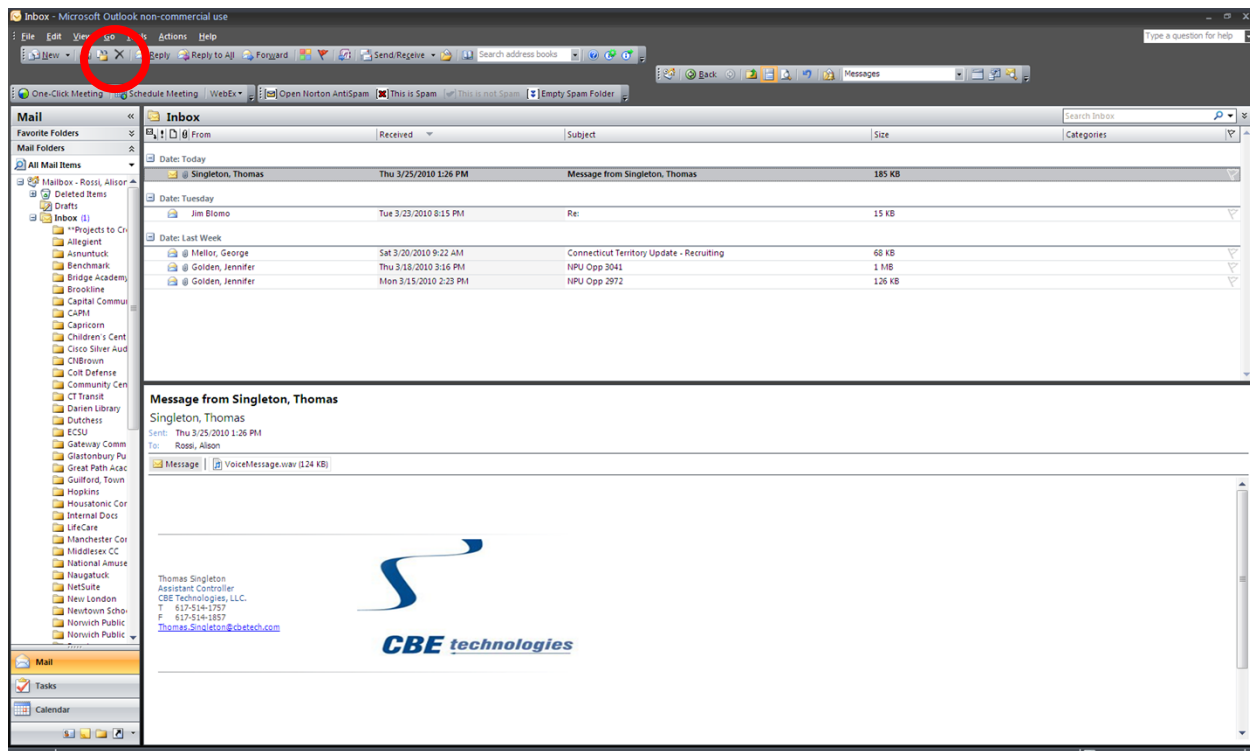 Inbox - Microsoft Outlook non-commercial use
File Edit View Go Tools Actions Help
Type a question for help
New Reply Reply to All Forward Send/Receive Search address books
Back Messages
One-Click Meeting Schedule Meeting WebEx Open Norton AntiSpam This is Spam This is not Spam Empty Spam Folder
Mail
Inbox
Search Inbox
Favorite Folders
From Received Subject Size Categories
Mail Folders
All Mail Items
Date: Today
Singleton, Thomas Thu 3/25/2010 1:26 PM Message from Singleton, Thomas 185 KB
Date: Tuesday
Jim Blomo Tue 3/23/2010 8:15 PM Re: 15 KB
Date: Last Week
Mellor, George Sat 3/20/2010 9:22 AM Connecticut Territory Update - Recruiting 68 KB
Golden, Jennifer Thu 3/18/2010 3:16 PM NPU Opp 3041 1 MB
Golden, Jennifer Mon 3/15/2010 2:23 PM NPU Opp 2972 126 KB
Mailbox - Rossi, Alison
Deleted Items
Drafts
Inbox (1)
**Projects to Cr
Allegient
Asnuntuck
Benchmark
Bridge Academy
Brookline
Capital Commun
CAPM
Capricorn
Children's Cent
Cisco Silver Aud
CNBrown
Colt Defense
Community Cen
CT Transit
Darien Library
Dutchess
ECSU
Gateway Comm
Glastonbury Pu
Great Path Acac
Guilford, Town
Hopkins
Housatonic Cor
Internal Docs
LifeCare
Manchester Cor
Middlesex CC
National Amuse
Naugatuck
NetSuite
New London
Newtown Schoo
Norwich Public
Norwich Public
Mail
Tasks
Calendar
Message from Singleton, Thomas
Singleton, Thomas
Sent: Thu 3/25/2010 1:26 PM
To: Rossi, Alison
Message VoiceMessage.wav (124 KB)
Thomas Singleton
Assistant Controller
CBE Technologies, LLC.
T 617-514-1757
F 617-514-1857
Thomas.Singleton@cbetech.com
CBE technologies